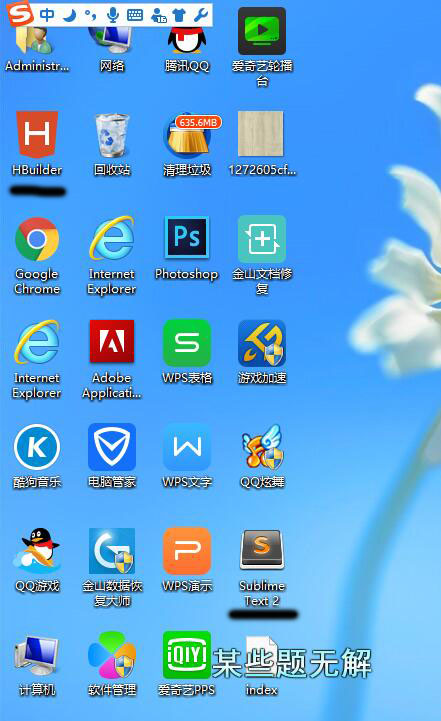 中
Administr...
网络
腾讯QQ
爱奇艺轮播
台
635.6MB
HBuilder
回收站
清理垃圾
1272605cf...
Google
Chrome
Internet
Explorer
Ps
Photoshop
金山文档修
复
Internet
Explorer
Adobe
Applicati...
S
WPS表格
游戏加速
K
酷狗音乐
电脑管家
W
WPS文字
QQ炫舞
QQ游戏
金山数据恢
复大师
P
WPS演示
S
Sublime
Text 2
计算机
软件管理
iQIY
爱奇艺PPS
index
某些题无解